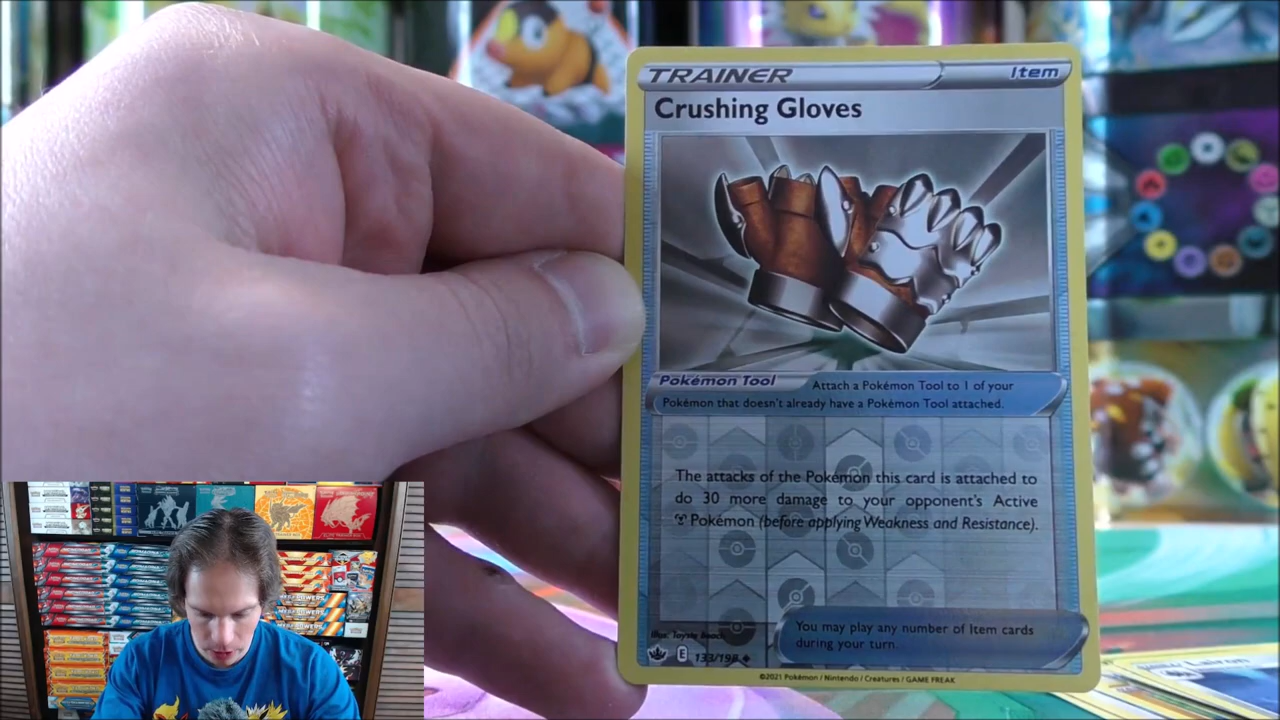 TRAINER
Item
Crushing Gloves
Pokémon Tool
Attach a Pokémon Tool to 1 of your
Pokémon that doesn't already have a Pokémon Tool attached.
The attacks of the Pokémon this card is attached to
do 30 more damage to your opponent's Active
Pokémon (before applying Weakness and Resistance).
You may play any number of Item cards
during your turn.
Illus. Toyste Beach
E
133/198
©2021 Pokémon / Nintendo / Creatures / GAME FREAK